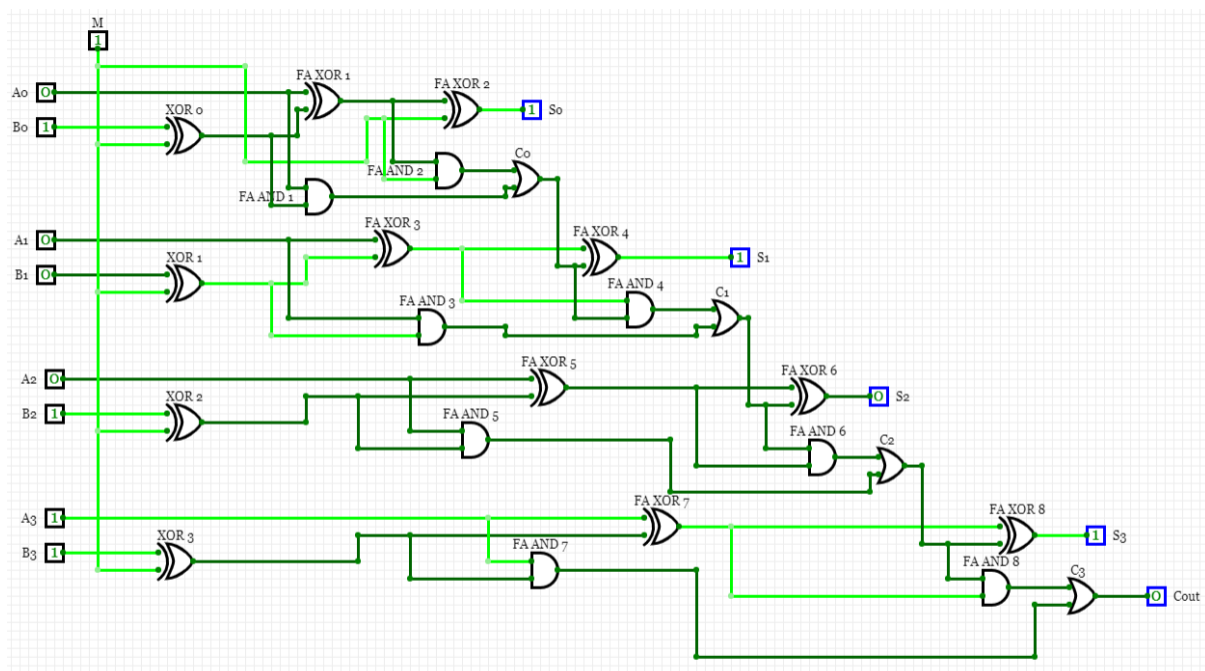 M
1
A0 0
B0 1
XOR 0
FA XOR 1
FA XOR 2
1 S0
FA AND 1
FA AND 2
C0
A1 0
B1 0
XOR 1
FA XOR 3
FA XOR 4
1 S1
FA AND 3
FA AND 4
C1
A2 0
B2 1
XOR 2
FA XOR 5
FA XOR 6
0 S2
FA AND 5
FA AND 6
C2
A3 1
B3 1
XOR 3
FA XOR 7
FA XOR 8
1 S3
FA AND 7
FA AND 8
C3
0 Cout